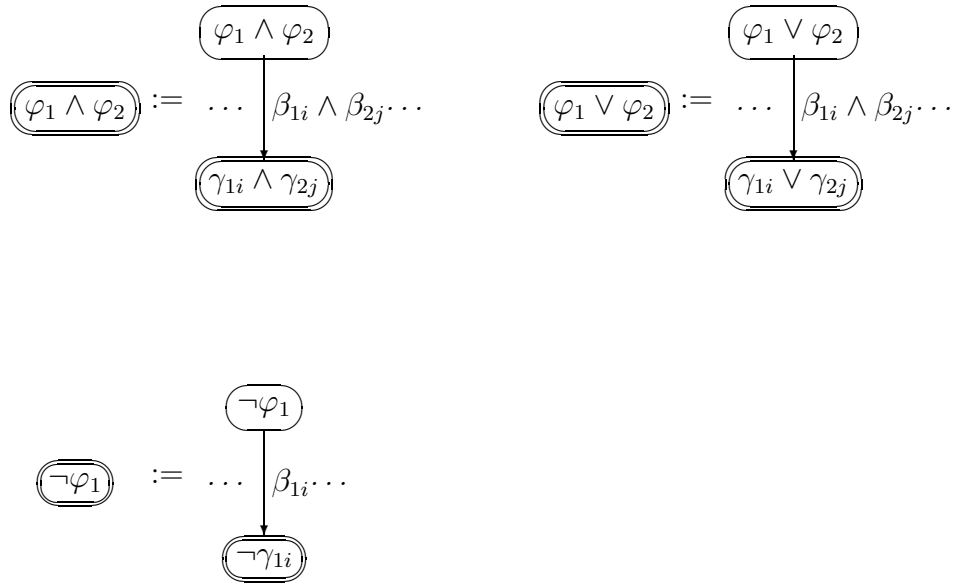 φ₁ ∧ φ₂
φ₁ ∧ φ₂ := ⋯ β₁ᵢ ∧ β₂ⱼ ⋯
γ₁ᵢ ∧ γ₂ⱼ
φ₁ ∨ φ₂
φ₁ ∨ φ₂ := ⋯ β₁ᵢ ∧ β₂ⱼ ⋯
γ₁ᵢ ∨ γ₂ⱼ
¬φ₁
¬φ₁ := ⋯ β₁ᵢ ⋯
¬γ₁ᵢ